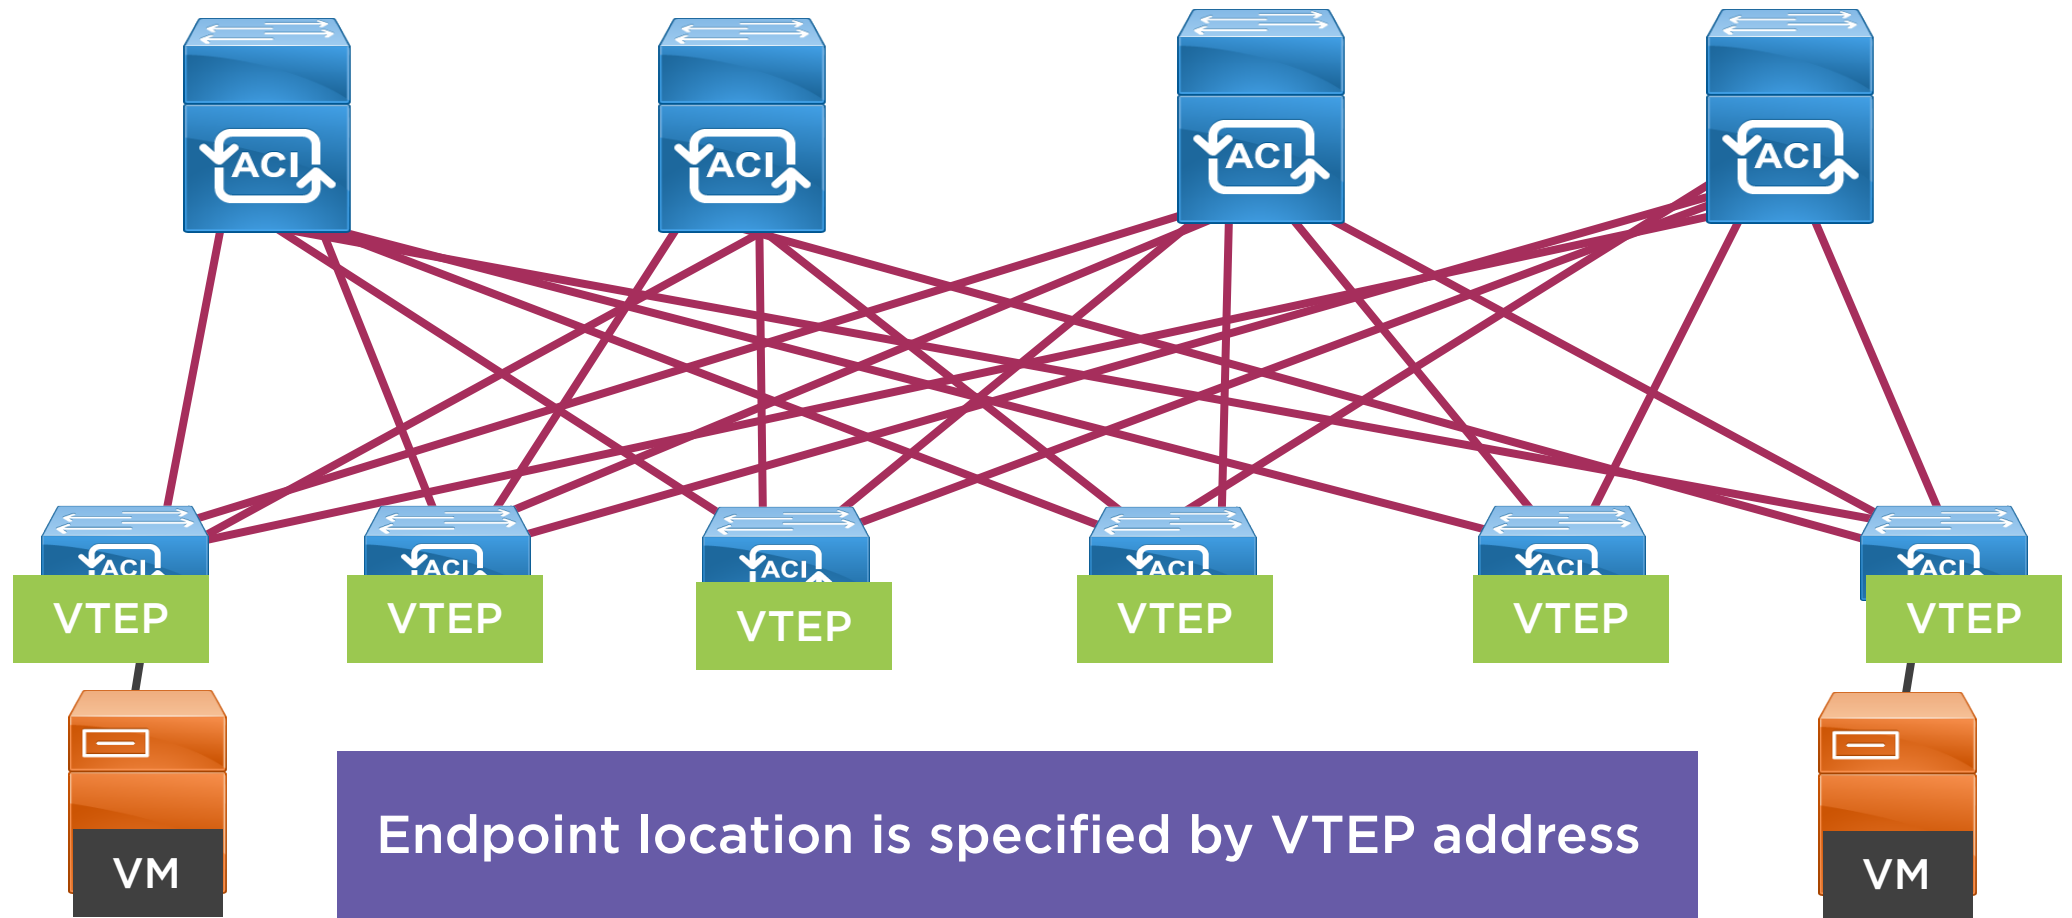 ACI
ACI
ACI
ACI
ACI
ACI
ACI
ACI
ACI
ACI
VTEP
VTEP
VTEP
VTEP
VTEP
VTEP
Endpoint location is specified by VTEP address
VM
VM